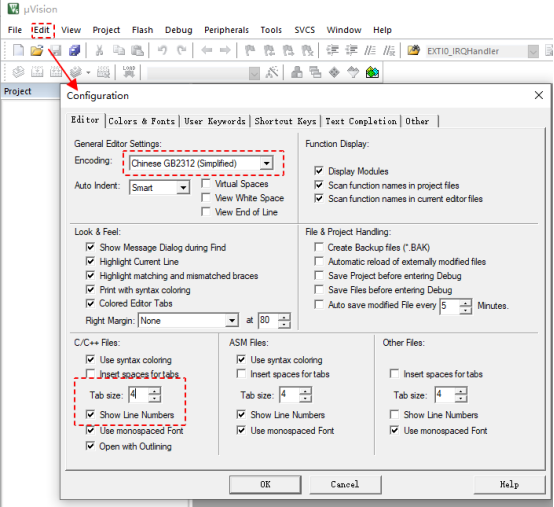 µVision
File Edit View Project Flash Debug Peripherals Tools SVCS Window Help
EXTI0_IRQHandler
LOAD
Project
Configuration
Editor Colors & Fonts User Keywords Shortcut Keys Text Completion Other
General Editor Settings:
Encoding: Chinese GB2312 (Simplified)
Auto Indent: Smart
Virtual Spaces
View White Space
View End of Line
Function Display:
Display Modules
Scan function names in project files
Scan function names in current editor files
Look & Feel:
Show Message Dialog during Find
Highlight Current Line
Highlight matching and mismatched braces
Print with syntax coloring
Colored Editor Tabs
Right Margin: None at 80
File & Project Handling:
Create Backup files (*.BAK)
Automatic reload of externally modified files
Save Project before entering Debug
Save Files before entering Debug
Auto save modified File every 5 Minutes.
C/C++ Files:
Use syntax coloring
Insert spaces for tabs
Tab size: 4
Show Line Numbers
Use monospaced Font
Open with Outlining
ASM Files:
Use syntax coloring
Insert spaces for tabs
Tab size: 4
Show Line Numbers
Use monospaced Font
Other Files:
Insert spaces for tabs
Tab size: 4
Show Line Numbers
Use monospaced Font
OK Cancel Help